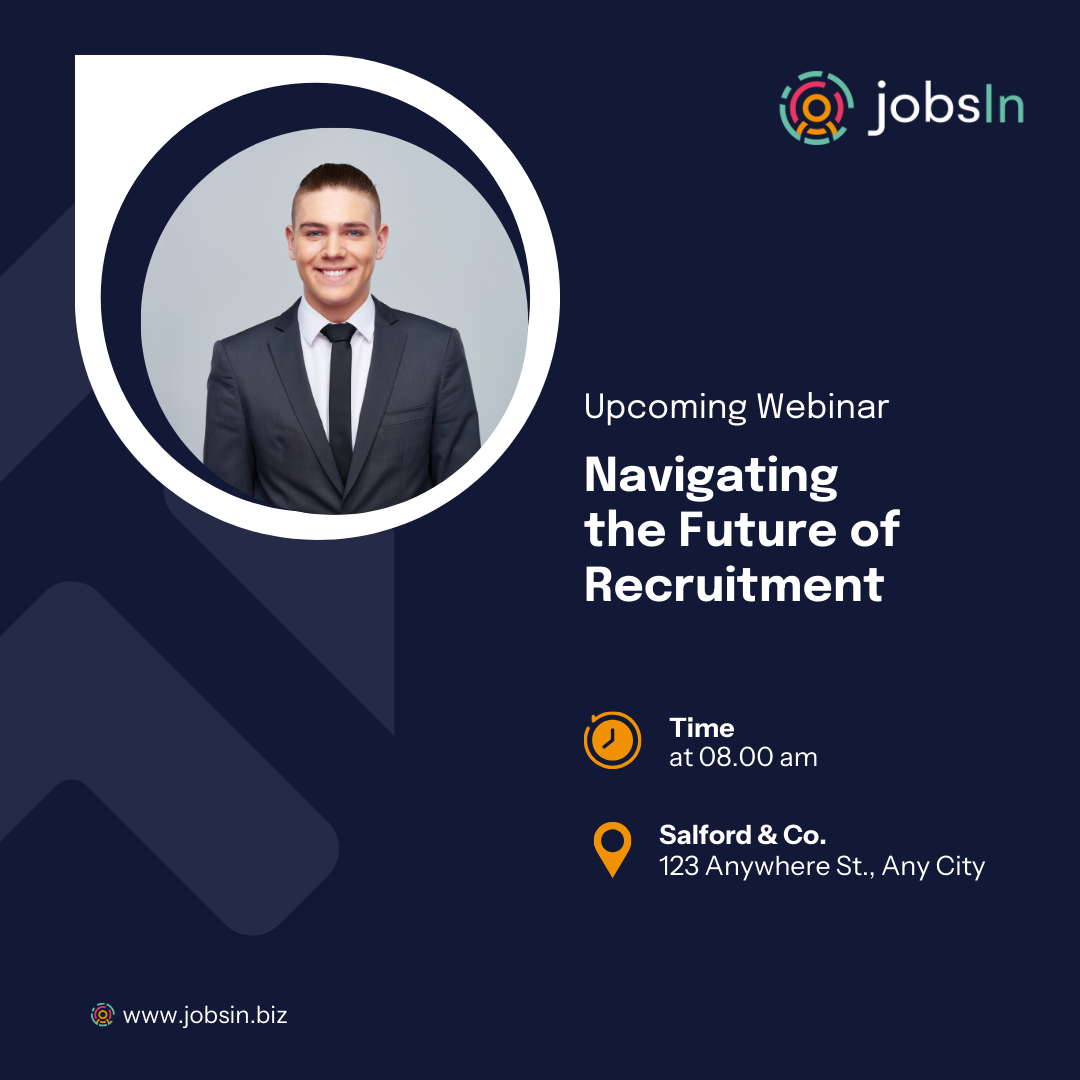 jobsIn
Upcoming Webinar
Navigating
the Future of
Recruitment
Time
at 08.00 am
Salford & Co.
123 Anywhere St., Any City
www.jobsin.biz